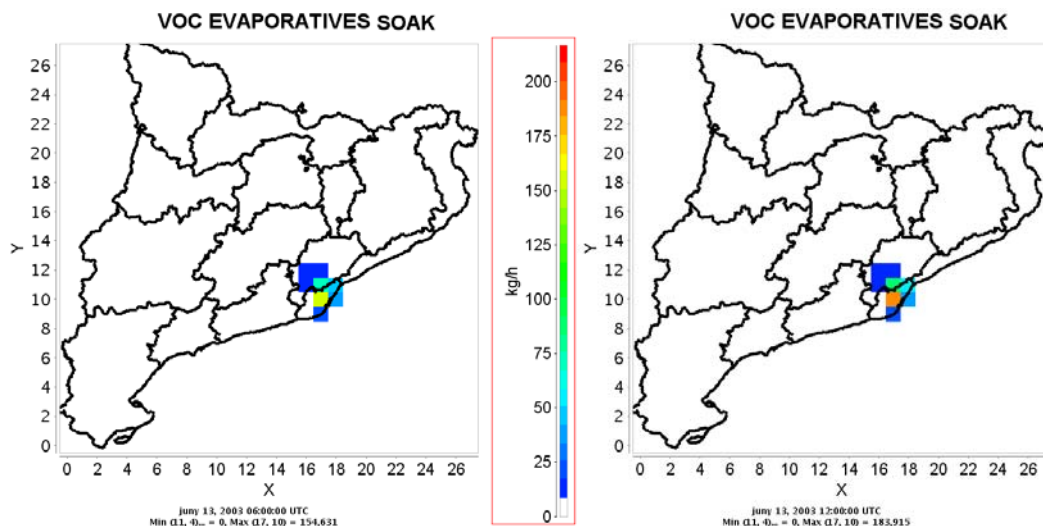 VOC EVAPORATIVES SOAK
26
24
22
20
18
16
14
12
10
8
6
4
2
0
Y
0 2 4 6 8 10 12 14 16 18 20 22 24 26
X
juny 13, 2003 06:00:00 UTC
Min (11, 4)... = 0, Max (17, 10) = 154,631
200
175
150
125
100
75
50
25
0
kg/h
VOC EVAPORATIVES SOAK
26
24
22
20
18
16
14
12
10
8
6
4
2
0
Y
0 2 4 6 8 10 12 14 16 18 20 22 24 26
X
juny 13, 2003 12:00:00 UTC
Min (11, 4)... = 0, Max (17, 10) = 183,915